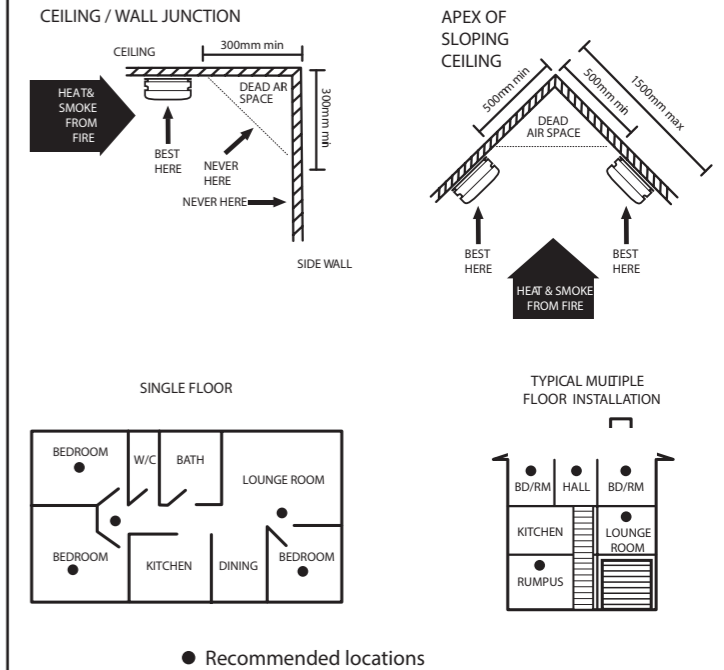 CEILING / WALL JUNCTION
CEILING
300mm min
HEAT&
SMOKE
FROM
FIRE
DEAD AIR
SPACE
300mm min
BEST
HERE
NEVER
HERE
NEVER HERE
SIDE WALL
APEX OF
SLOPING
CEILING
500mm min
500mm min
1500mm max
DEAD
AIR SPACE
BEST
HERE
BEST
HERE
HEAT & SMOKE
FROM FIRE
SINGLE FLOOR
BEDROOM
W/C
BATH
LOUNGE ROOM
BEDROOM
KITCHEN
DINING
BEDROOM
TYPICAL MULTIPLE
FLOOR INSTALLATION
BD/RM
HALL
BD/RM
KITCHEN
LOUNGE
ROOM
RUMPUS
Recommended locations